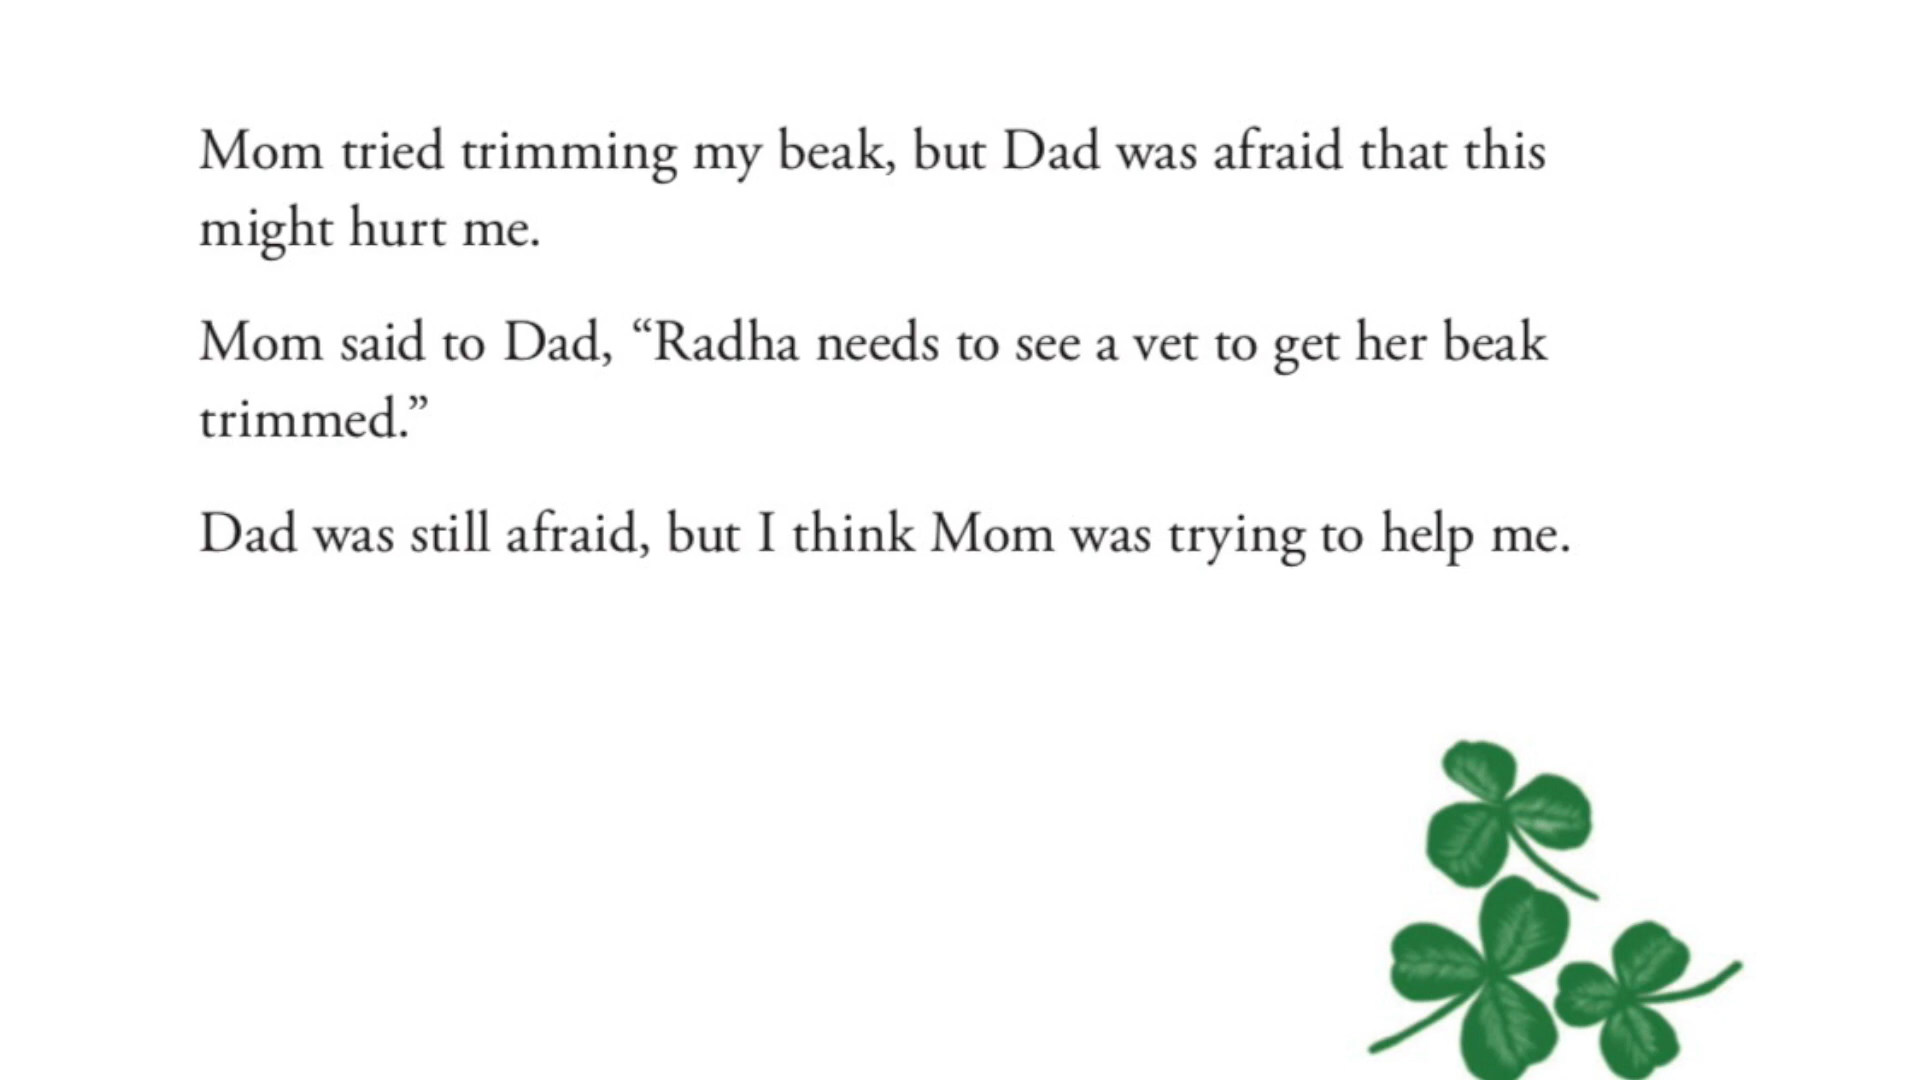 Mom tried trimming my beak, but Dad was afraid that this
might hurt me.
Mom said to Dad, “Radha needs to see a vet to get her beak
trimmed.”
Dad was still afraid, but I think Mom was trying to help me.